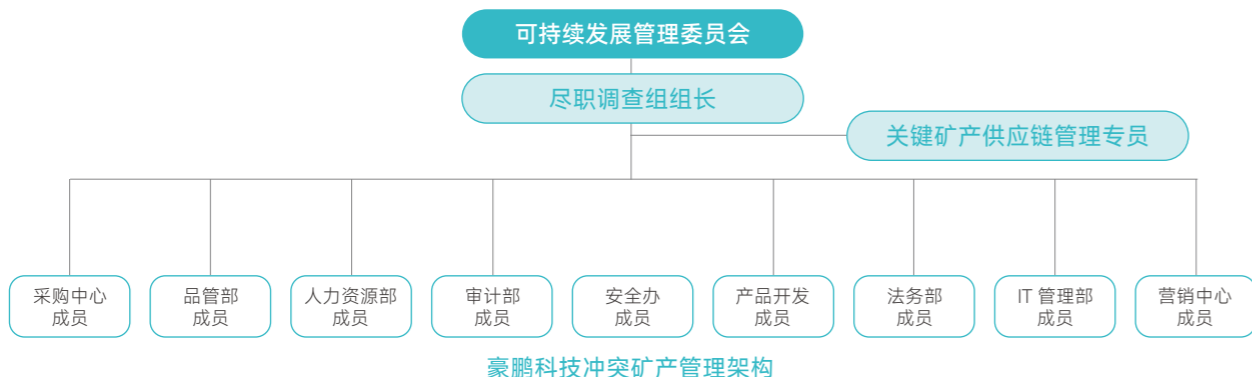 可持续发展管理委员会
尽职调查组组长
关键矿产供应链管理专员
采购中心
成员
品管部
成员
人力资源部
成员
审计部
成员
安全办
成员
产品开发
成员
法务部
成员
IT 管理部
成员
营销中心
成员
豪鹏科技冲突矿产管理架构